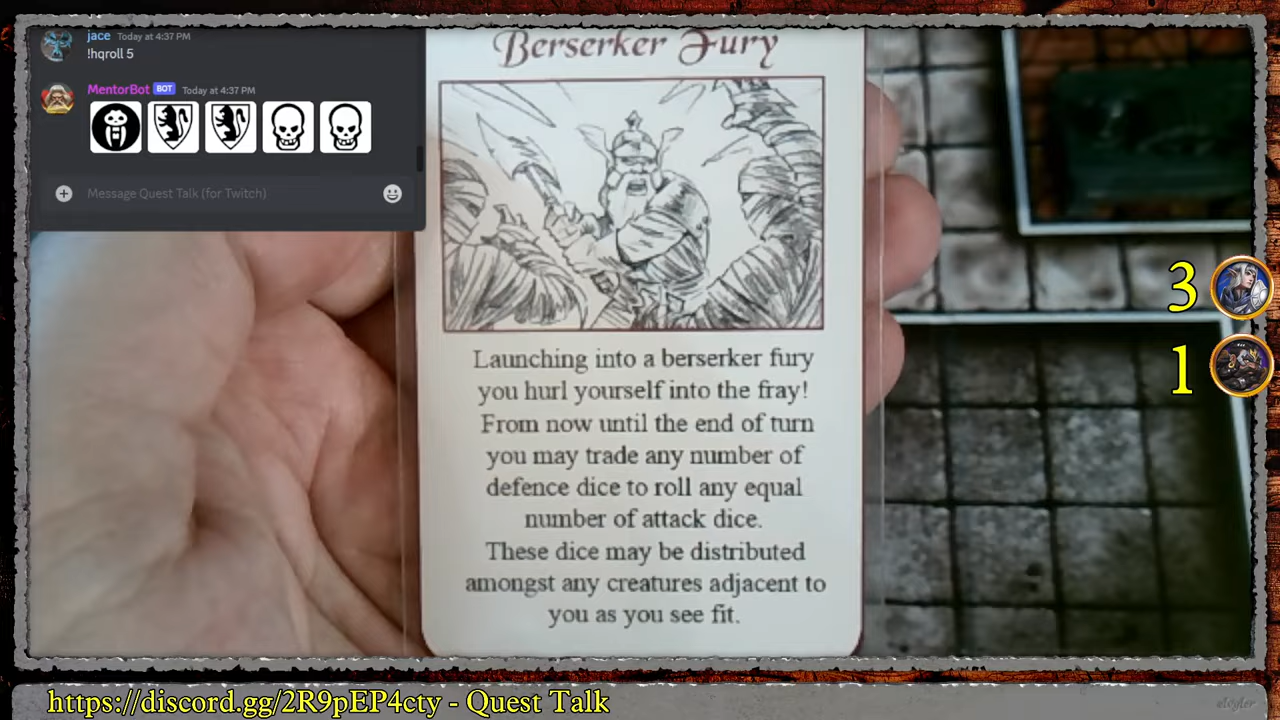 jace Today at 4:37 PM
!hqroll 5
MentorBot BOT Today at 4:37 PM
Message Quest Talk (for Twitch)
Berserker Fury
Launching into a berserker fury
you hurl yourself into the fray!
From now until the end of turn
you may trade any number of
defence dice to roll any equal
number of attack dice.
These dice may be distributed
amongst any creatures adjacent to
you as you see fit.
3
1
https://discord.gg/2R9pEP4cty - Quest Talk